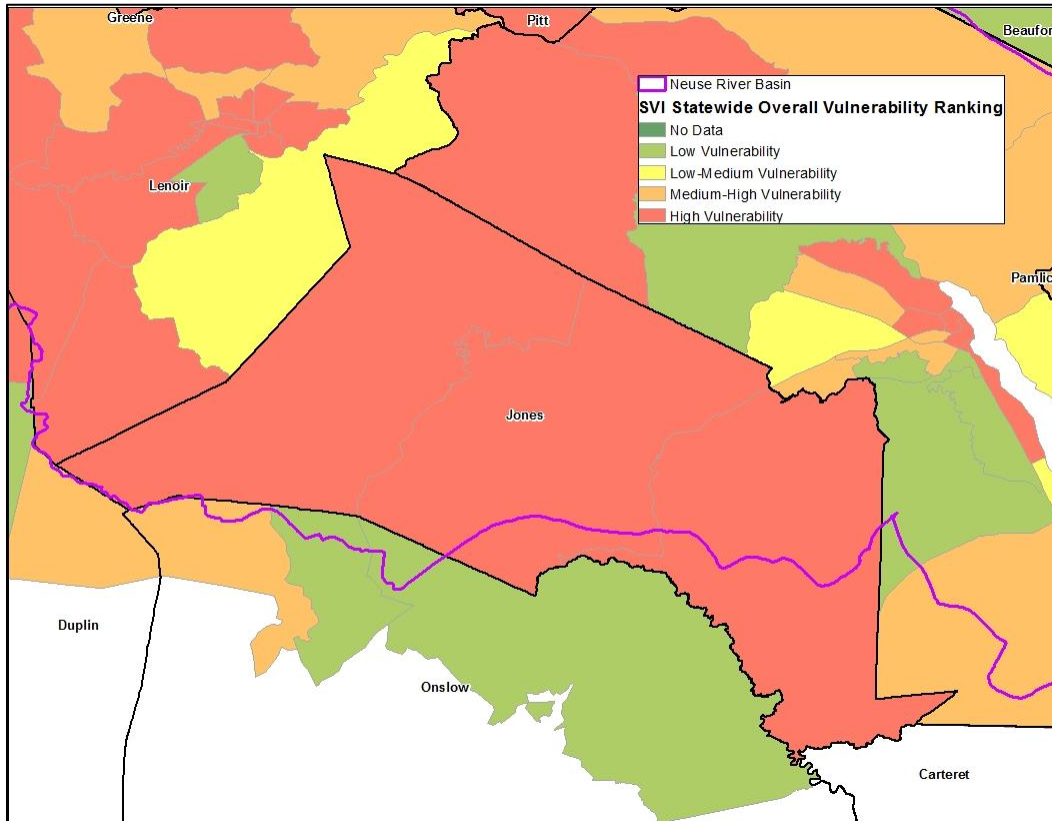 Greene
Pitt
Beaufor
Neuse River Basin
SVI Statewide Overall Vulnerability Ranking
No Data
Low Vulnerability
Low-Medium Vulnerability
Medium-High Vulnerability
High Vulnerability
Lenoir
Pamlic
Jones
Duplin
Onslow
Carteret